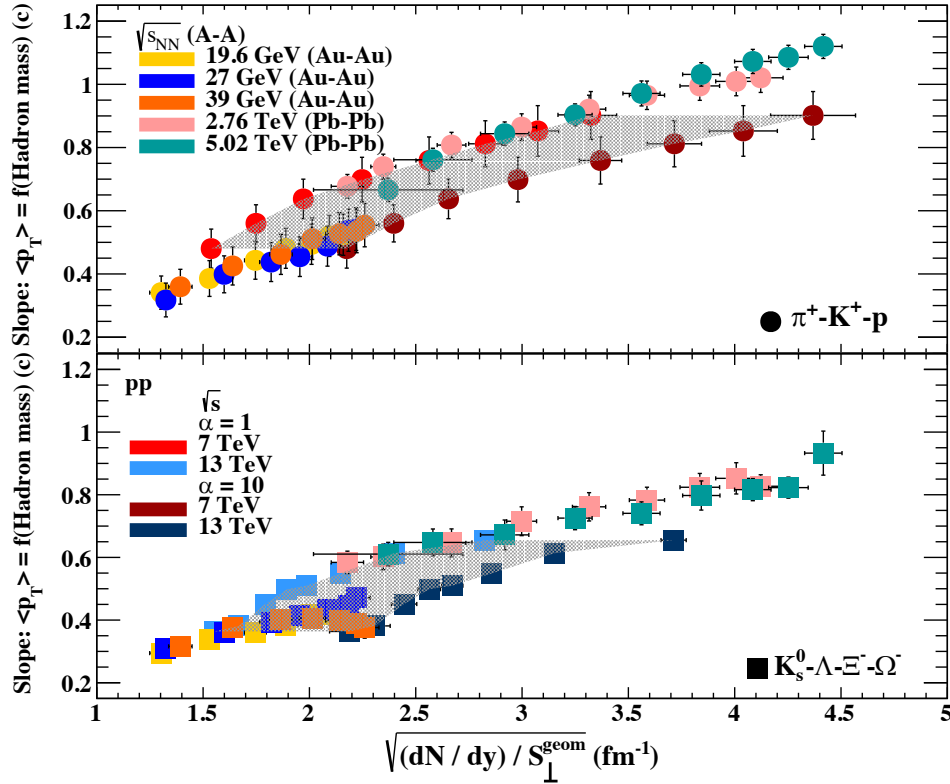 Slope: <p_T> = f(Hadron mass) (c)
1.2
1
0.8
0.6
0.4
0.2
√s_NN (A-A)
19.6 GeV (Au-Au)
27 GeV (Au-Au)
39 GeV (Au-Au)
2.76 TeV (Pb-Pb)
5.02 TeV (Pb-Pb)
π⁺-K⁺-p
Slope: <p_T> = f(Hadron mass) (c)
1.2
1
0.8
0.6
0.4
0.2
pp
√s
α = 1
7 TeV
13 TeV
α = 10
7 TeV
13 TeV
K⁰_s-Λ-Ξ⁻-Ω⁻
1 1.5 2 2.5 3 3.5 4 4.5 5
√(dN / dy) / S_⊥^geom (fm⁻¹)